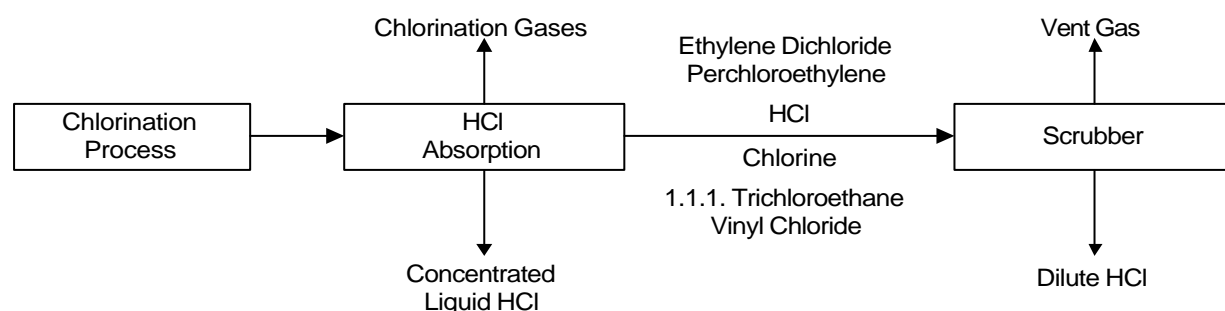 Chlorination Gases
Ethylene Dichloride
Perchloroethylene
Vent Gas
Chlorination
Process
HCl
Absorption
HCl
Chlorine
Scrubber
1.1.1. Trichloroethane
Vinyl Chloride
Concentrated
Liquid HCl
Dilute HCl